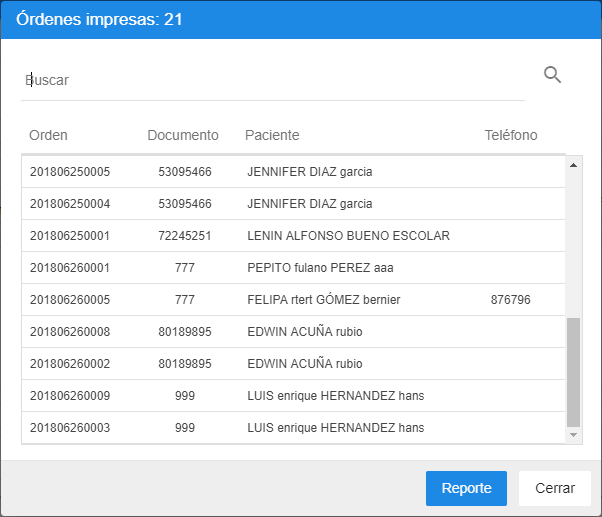 Órdenes impresas: 21
Buscar
Orden Documento Paciente Teléfono
201806250005 53095466 JENNIFER DIAZ garcia
201806250004 53095466 JENNIFER DIAZ garcia
201806250001 72245251 LENIN ALFONSO BUENO ESCOLAR
201806260001 777 PEPITO fulano PEREZ aaa
201806260005 777 FELIPA rtert GÓMEZ bernier 876796
201806260008 80189895 EDWIN ACUÑA rubio
201806260002 80189895 EDWIN ACUÑA rubio
201806260009 999 LUIS enrique HERNANDEZ hans
201806260003 999 LUIS enrique HERNANDEZ hans
Reporte Cerrar